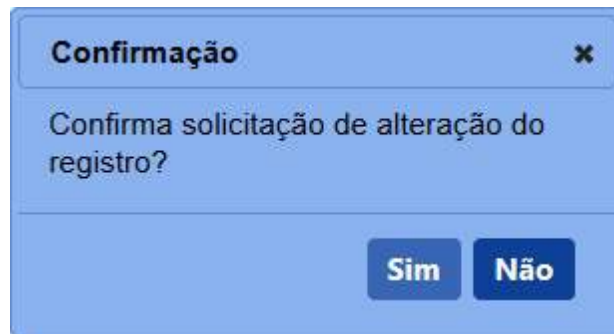 Confirmação
Confirma solicitação de alteração do
registro?
Sim Não